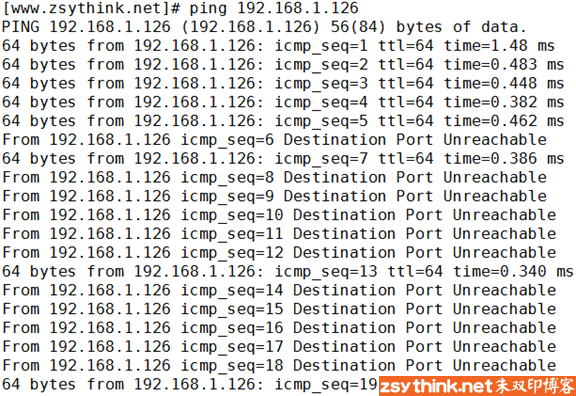 [www.zsythink.net]# ping 192.168.1.126
PING 192.168.1.126 (192.168.1.126) 56(84) bytes of data.
64 bytes from 192.168.1.126: icmp_seq=1 ttl=64 time=1.48 ms
64 bytes from 192.168.1.126: icmp_seq=2 ttl=64 time=0.483 ms
64 bytes from 192.168.1.126: icmp_seq=3 ttl=64 time=0.448 ms
64 bytes from 192.168.1.126: icmp_seq=4 ttl=64 time=0.382 ms
64 bytes from 192.168.1.126: icmp_seq=5 ttl=64 time=0.462 ms
From 192.168.1.126 icmp_seq=6 Destination Port Unreachable
64 bytes from 192.168.1.126: icmp_seq=7 ttl=64 time=0.386 ms
From 192.168.1.126 icmp_seq=8 Destination Port Unreachable
From 192.168.1.126 icmp_seq=9 Destination Port Unreachable
From 192.168.1.126 icmp_seq=10 Destination Port Unreachable
From 192.168.1.126 icmp_seq=11 Destination Port Unreachable
From 192.168.1.126 icmp_seq=12 Destination Port Unreachable
64 bytes from 192.168.1.126: icmp_seq=13 ttl=64 time=0.340 ms
From 192.168.1.126 icmp_seq=14 Destination Port Unreachable
From 192.168.1.126 icmp_seq=15 Destination Port Unreachable
From 192.168.1.126 icmp_seq=16 Destination Port Unreachable
From 192.168.1.126 icmp_seq=17 Destination Port Unreachable
From 192.168.1.126 icmp_seq=18 Destination Port Unreachable
64 bytes from 192.168.1.126: icmp_seq=19
zsythink.net朱双印博客